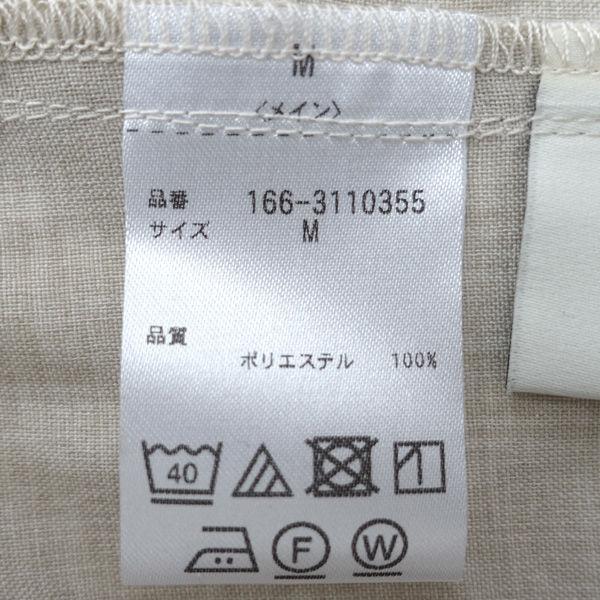 M
〈メイン〉
品番 166-3110355
サイズ M
品質
ポリエステル 100%
40
F W